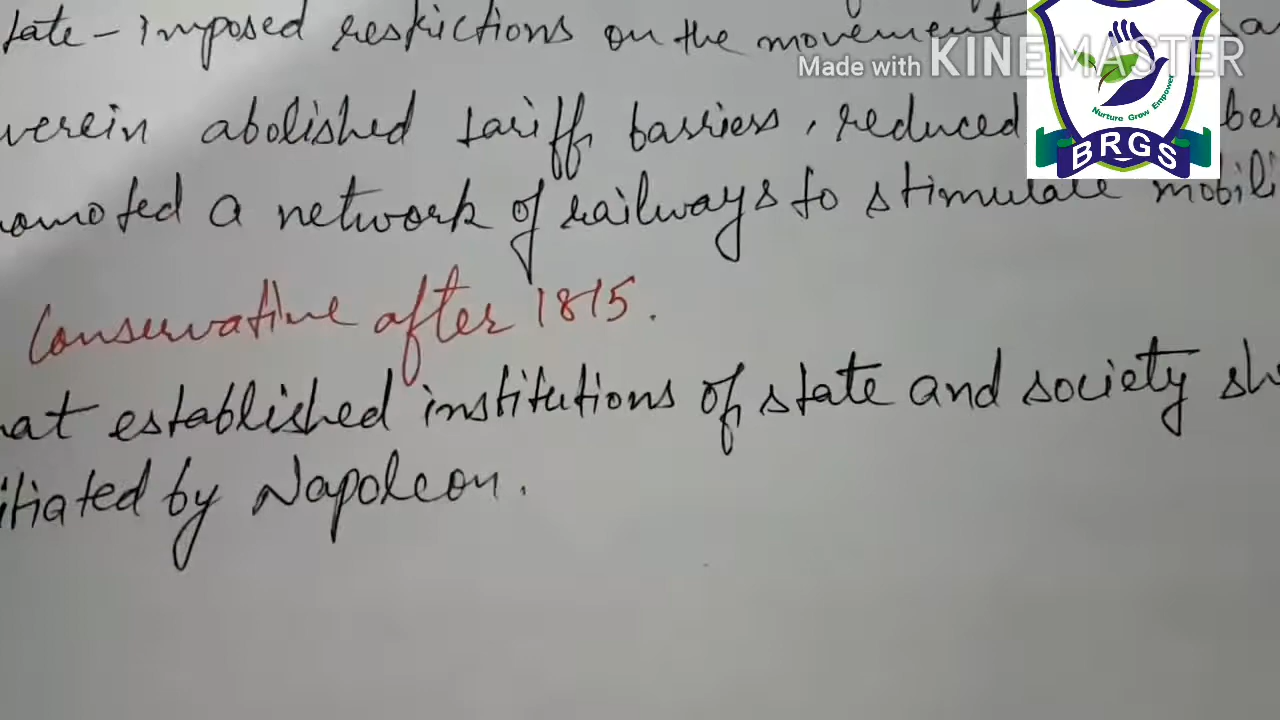 tate-imposed restrictions on the movement
Made with KINEMASTER
verein abolished tariff barriers, reduced
Nurture Grow Empower
BRGS
omoted a network of railways to stimulate mobili
Conservative after 1815.
hat established institutions of state and society sh
itiated by Napoleon.